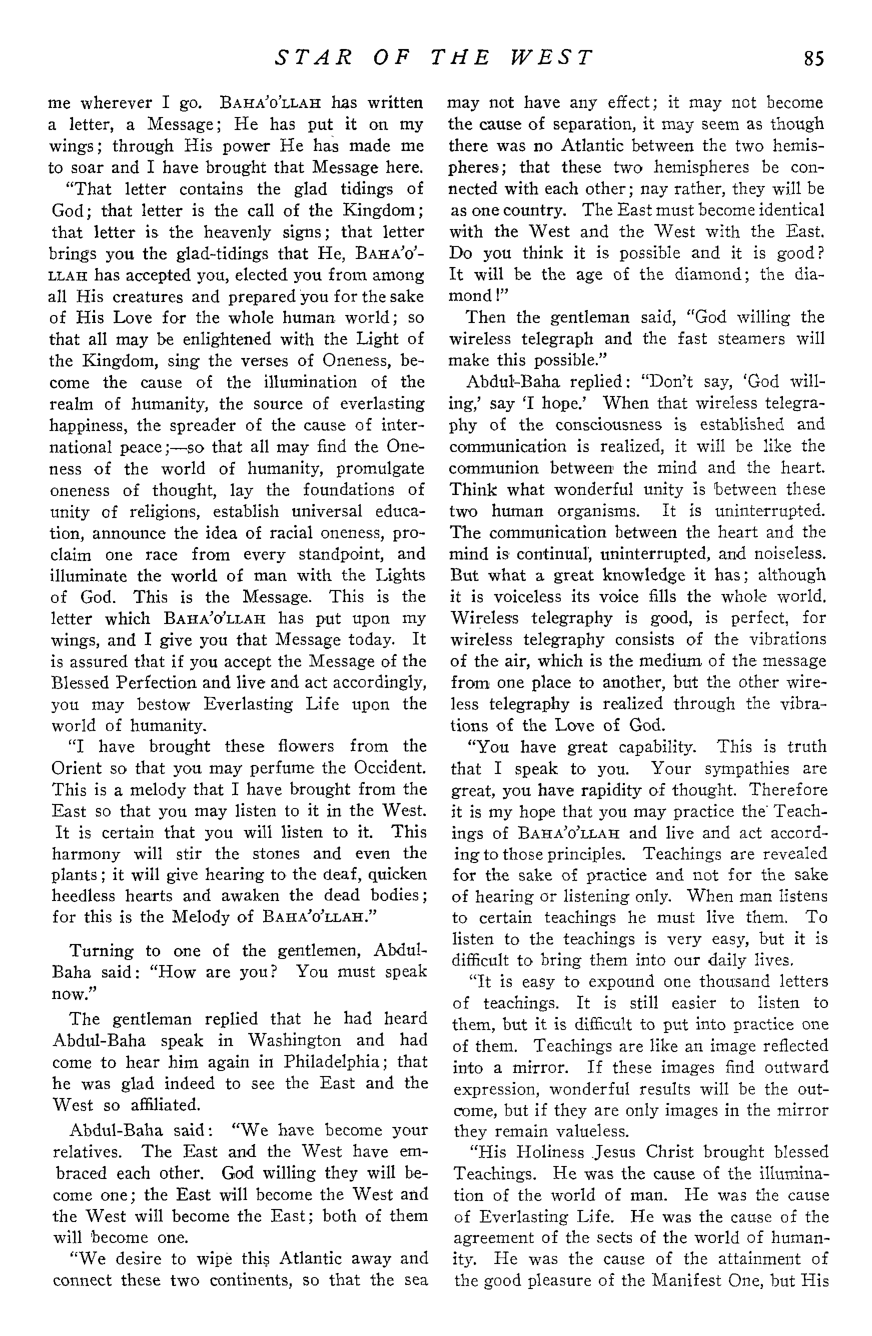 STAR OF THE WEST 85
me wherever I go. BAHA'O'LLAH has written
a letter, a Message; He has put it on my
wings; through His power He has made me
to soar and I have brought that Message here.
"That letter contains the glad tidings of
God; that letter is the call of the Kingdom;
that letter is the heavenly signs; that letter
brings you the glad-tidings that He, BAHA'O'-
LLAH has accepted you, elected you from among
all His creatures and prepared you for the sake
of His Love for the whole human world; so
that all may be enlightened with the Light of
the Kingdom, sing the verses of Oneness, be-
come the cause of the illumination of the
realm of humanity, the source of everlasting
happiness, the spreader of the cause of inter-
national peace;—so that all may find the One-
ness of the world of humanity, promulgate
oneness of thought, lay the foundations of
unity of religions, establish universal educa-
tion, announce the idea of racial oneness, pro-
claim one race from every standpoint, and
illuminate the world of man with the Lights
of God. This is the Message. This is the
letter which BAHA'O'LLAH has put upon my
wings, and I give you that Message today. It
is assured that if you accept the Message of the
Blessed Perfection and live and act accordingly,
you may bestow Everlasting Life upon the
world of humanity.
"I have brought these flowers from the
Orient so that you may perfume the Occident.
This is a melody that I have brought from the
East so that you may listen to it in the West.
It is certain that you will listen to it. This
harmony will stir the stones and even the
plants; it will give hearing to the deaf, quicken
heedless hearts and awaken the dead bodies;
for this is the Melody of BAHA'O'LLAH."
Turning to one of the gentlemen, Abdul-
Baha said: "How are you? You must speak
now."
The gentleman replied that he had heard
Abdul-Baha speak in Washington and had
come to hear him again in Philadelphia; that
he was glad indeed to see the East and the
West so affiliated.
Abdul-Baha said: "We have become your
relatives. The East and the West have em-
braced each other. God willing they will be-
come one; the East will become the West and
the West will become the East; both of them
will become one.
"We desire to wipe this Atlantic away and
connect these two continents, so that the sea
may not have any effect; it may not become
the cause of separation, it may seem as though
there was no Atlantic between the two hemis-
pheres; that these two hemispheres be con-
nected with each other; nay rather, they will be
as one country. The East must become identical
with the West and the West with the East.
Do you think it is possible and it is good?
It will be the age of the diamond; the dia-
mond!"
Then the gentleman said, "God willing the
wireless telegraph and the fast steamers will
make this possible."
Abdul-Baha replied: "Don't say, 'God will-
ing,' say 'I hope.' When that wireless telegra-
phy of the consciousness is established and
communication is realized, it will be like the
communion between the mind and the heart.
Think what wonderful unity is between these
two human organisms. It is uninterrupted.
The communication between the heart and the
mind is continual, uninterrupted, and noiseless.
But what a great knowledge it has; although
it is voiceless its voice fills the whole world.
Wireless telegraphy is good, is perfect, for
wireless telegraphy consists of the vibrations
of the air, which is the medium of the message
from one place to another, but the other wire-
less telegraphy is realized through the vibra-
tions of the Love of God.
"You have great capability. This is truth
that I speak to you. Your sympathies are
great, you have rapidity of thought. Therefore
it is my hope that you may practice the Teach-
ings of BAHA'O'LLAH and live and act accord-
ing to those principles. Teachings are revealed
for the sake of practice and not for the sake
of hearing or listening only. When man listens
to certain teachings he must live them. To
listen to the teachings is very easy, but it is
difficult to bring them into our daily lives.
"It is easy to expound one thousand letters
of teachings. It is still easier to listen to
them, but it is difficult to put into practice one
of them. Teachings are like an image reflected
into a mirror. If these images find outward
expression, wonderful results will be the out-
come, but if they are only images in the mirror
they remain valueless.
"His Holiness Jesus Christ brought blessed
Teachings. He was the cause of the illumina-
tion of the world of man. He was the cause
of Everlasting Life. He was the cause of the
agreement of the sects of the world of human-
ity. He was the cause of the attainment of
the good pleasure of the Manifest One, but His